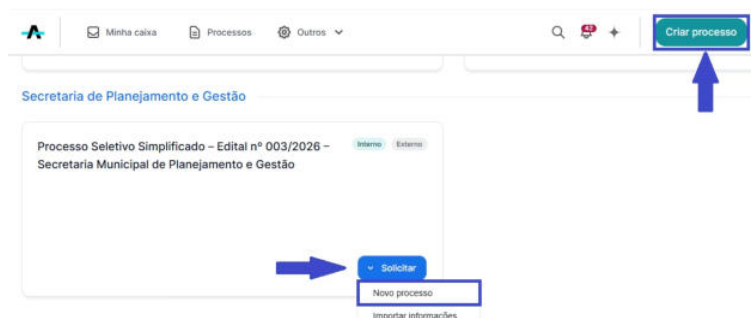 Minha caixa
Processos
Outros
42
Criar processo
Secretaria de Planejamento e Gestão
Processo Seletivo Simplificado – Edital nº 003/2026 –
Secretaria Municipal de Planejamento e Gestão
Interno
Externo
Solicitar
Novo processo
Importar informações